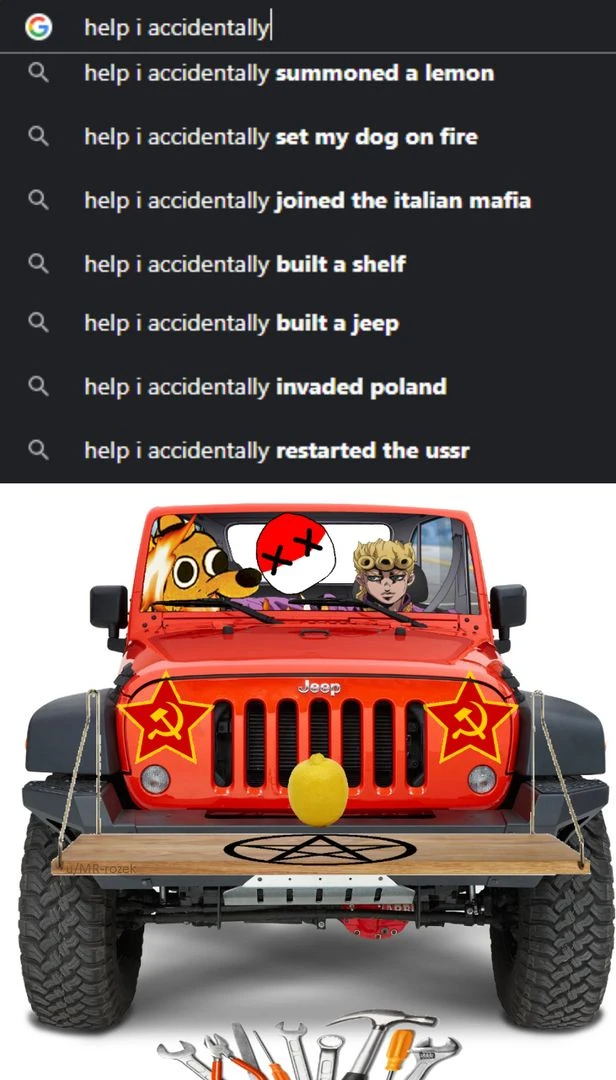 help i accidentally
help i accidentally summoned a lemon
help i accidentally set my dog on fire
help i accidentally joined the italian mafia
help i accidentally built a shelf
help i accidentally built a jeep
help i accidentally invaded poland
help i accidentally restarted the ussr
Jeep
u/MR-rozek